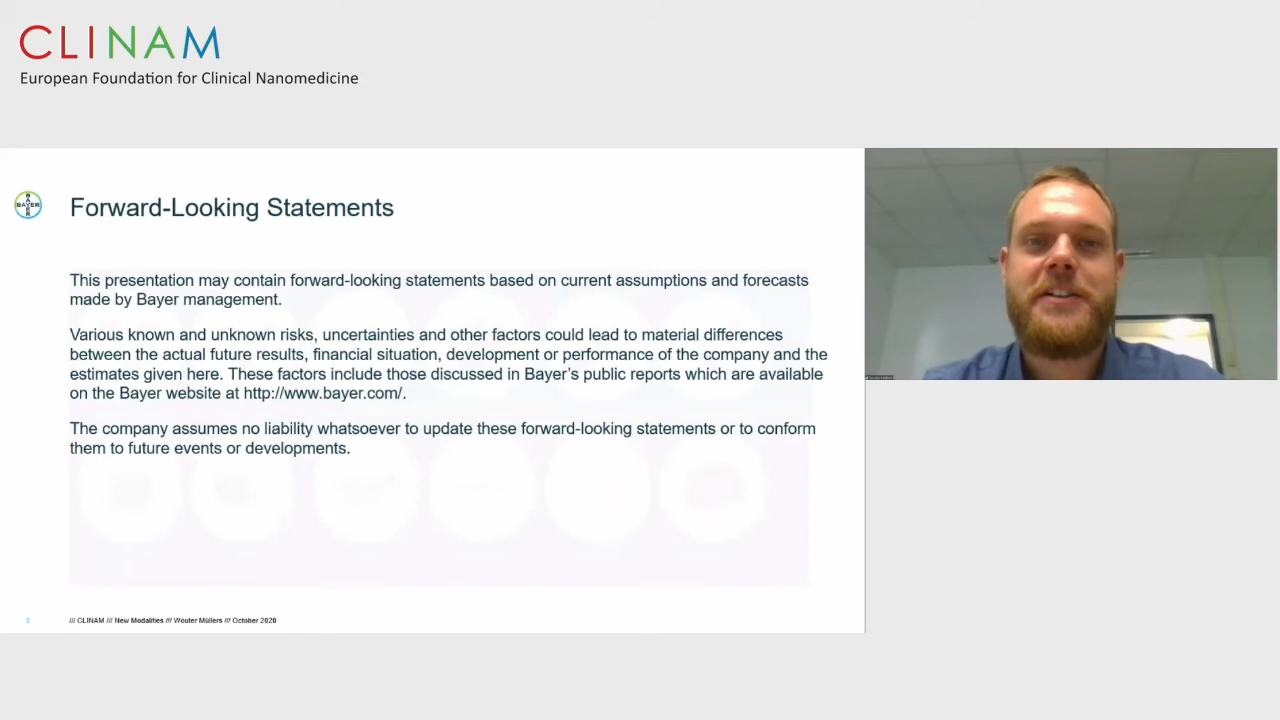 CLINAM
European Foundation for Clinical Nanomedicine
BAYER
Forward-Looking Statements
This presentation may contain forward-looking statements based on current assumptions and forecasts
made by Bayer management.
Various known and unknown risks, uncertainties and other factors could lead to material differences
between the actual future results, financial situation, development or performance of the company and the
estimates given here. These factors include those discussed in Bayer’s public reports which are available
on the Bayer website at http://www.bayer.com/.
The company assumes no liability whatsoever to update these forward-looking statements or to conform
them to future events or developments.
/// CLINAM /// New Modalities /// Wouter Müllers /// October 2020